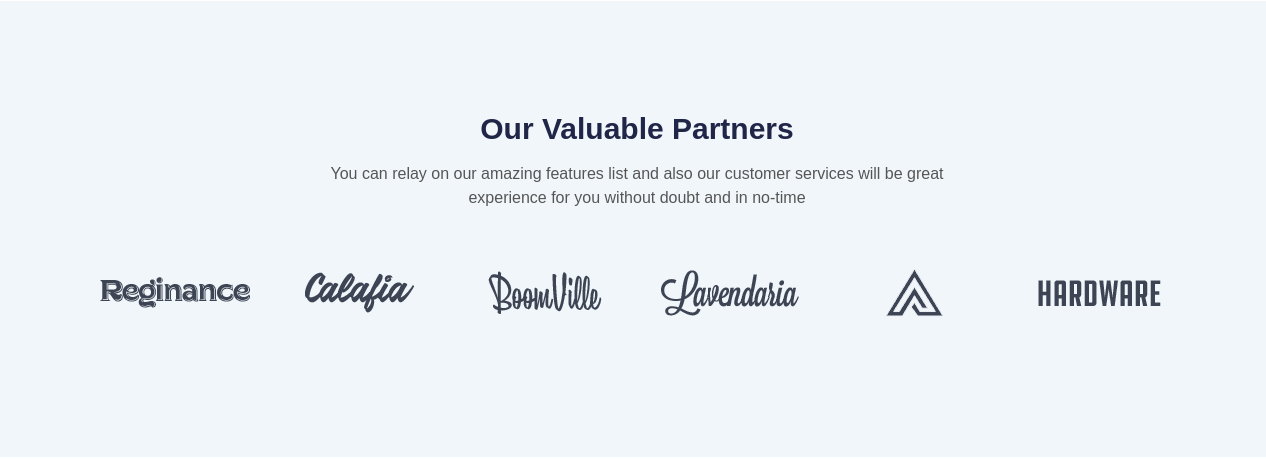 Our Valuable Partners
You can relay on our amazing features list and also our customer services will be great
experience for you without doubt and in no-time
Reginance Calafia BoomVille Lavendaria HARDWARE